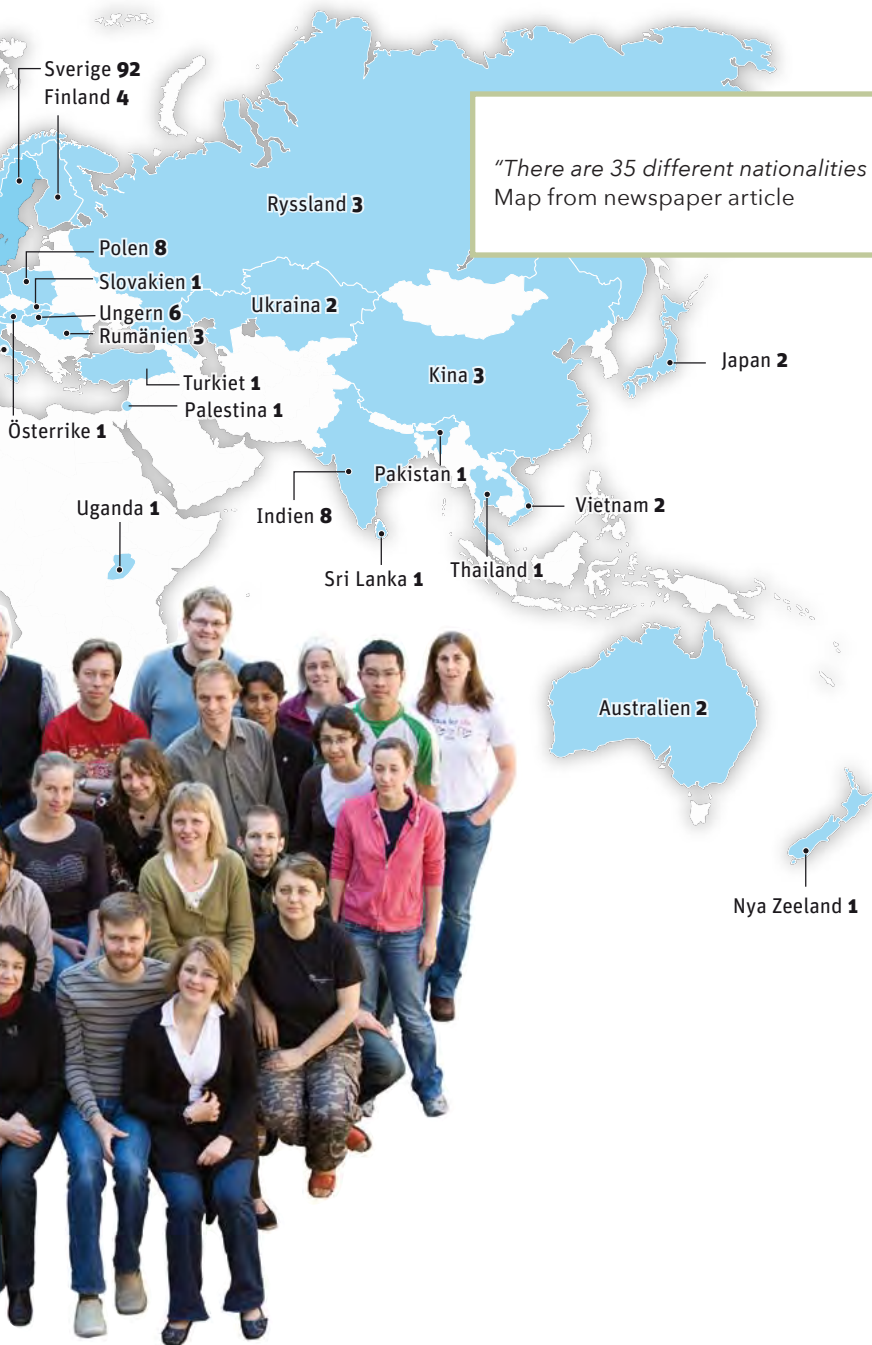 Sverige 92
Finland 4
"There are 35 different nationalities
Map from newspaper article
Ryssland 3
Polen 8
Slovakien 1
Ungern 6
Rumänien 3
Ukraina 2
Turkiet 1
Palestina 1
Österrike 1
Kina 3
Japan 2
Pakistan 1
Indien 8
Uganda 1
Vietnam 2
Sri Lanka 1
Thailand 1
Australien 2
Nya Zeeland 1